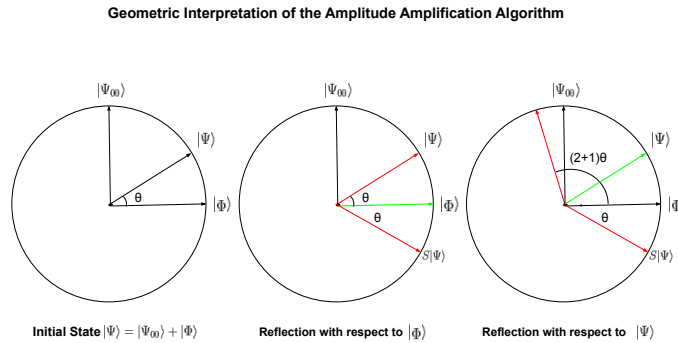 Geometric Interpretation of the Amplitude Amplification Algorithm
|Ψ₀₀⟩
|Ψ⟩
θ
|Φ⟩
Initial State |Ψ⟩ = |Ψ₀₀⟩ + |Φ⟩
|Ψ₀₀⟩
|Ψ⟩
θ
|Φ⟩
θ
S|Ψ⟩
Reflection with respect to |Φ⟩
|Ψ₀₀⟩
|Ψ⟩
(2+1)θ
|Φ
θ
S|Ψ⟩
Reflection with respect to |Ψ⟩